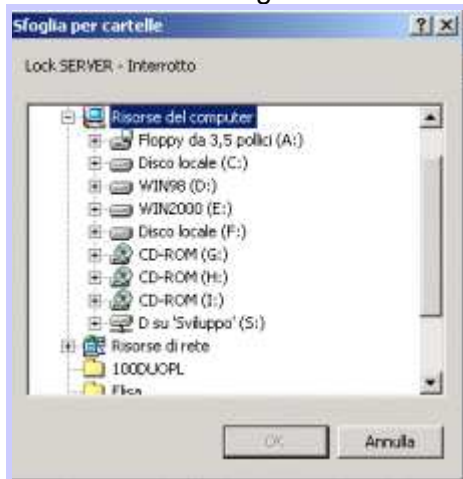 Sfoglia per cartelle
Lock SERVER - Interrotto
Risorse del computer
Floppy da 3,5 pollici (A:)
Disco locale (C:)
WIN98 (D:)
WIN2000 (E:)
Disco locale (F:)
CD-ROM (G:)
CD-ROM (H:)
CD-ROM (I:)
D su 'Sviluppo' (S:)
Risorse di rete
100DUOPL
Elisa
OK
Annulla